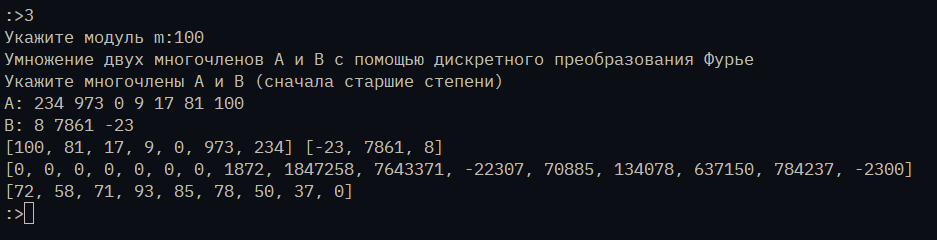 :>3
Укажите модуль m:100
Умножение двух многочленов A и B с помощью дискретного преобразования Фурье
Укажите многочлены A и B (сначала старшие степени)
A: 234 973 0 9 17 81 100
B: 8 7861 -23
[100, 81, 17, 9, 0, 973, 234] [-23, 7861, 8]
[0, 0, 0, 0, 0, 0, 0, 1872, 1847258, 7643371, -22307, 70885, 134078, 637150, 784237, -2300]
[72, 58, 71, 93, 85, 78, 50, 37, 0]
:>